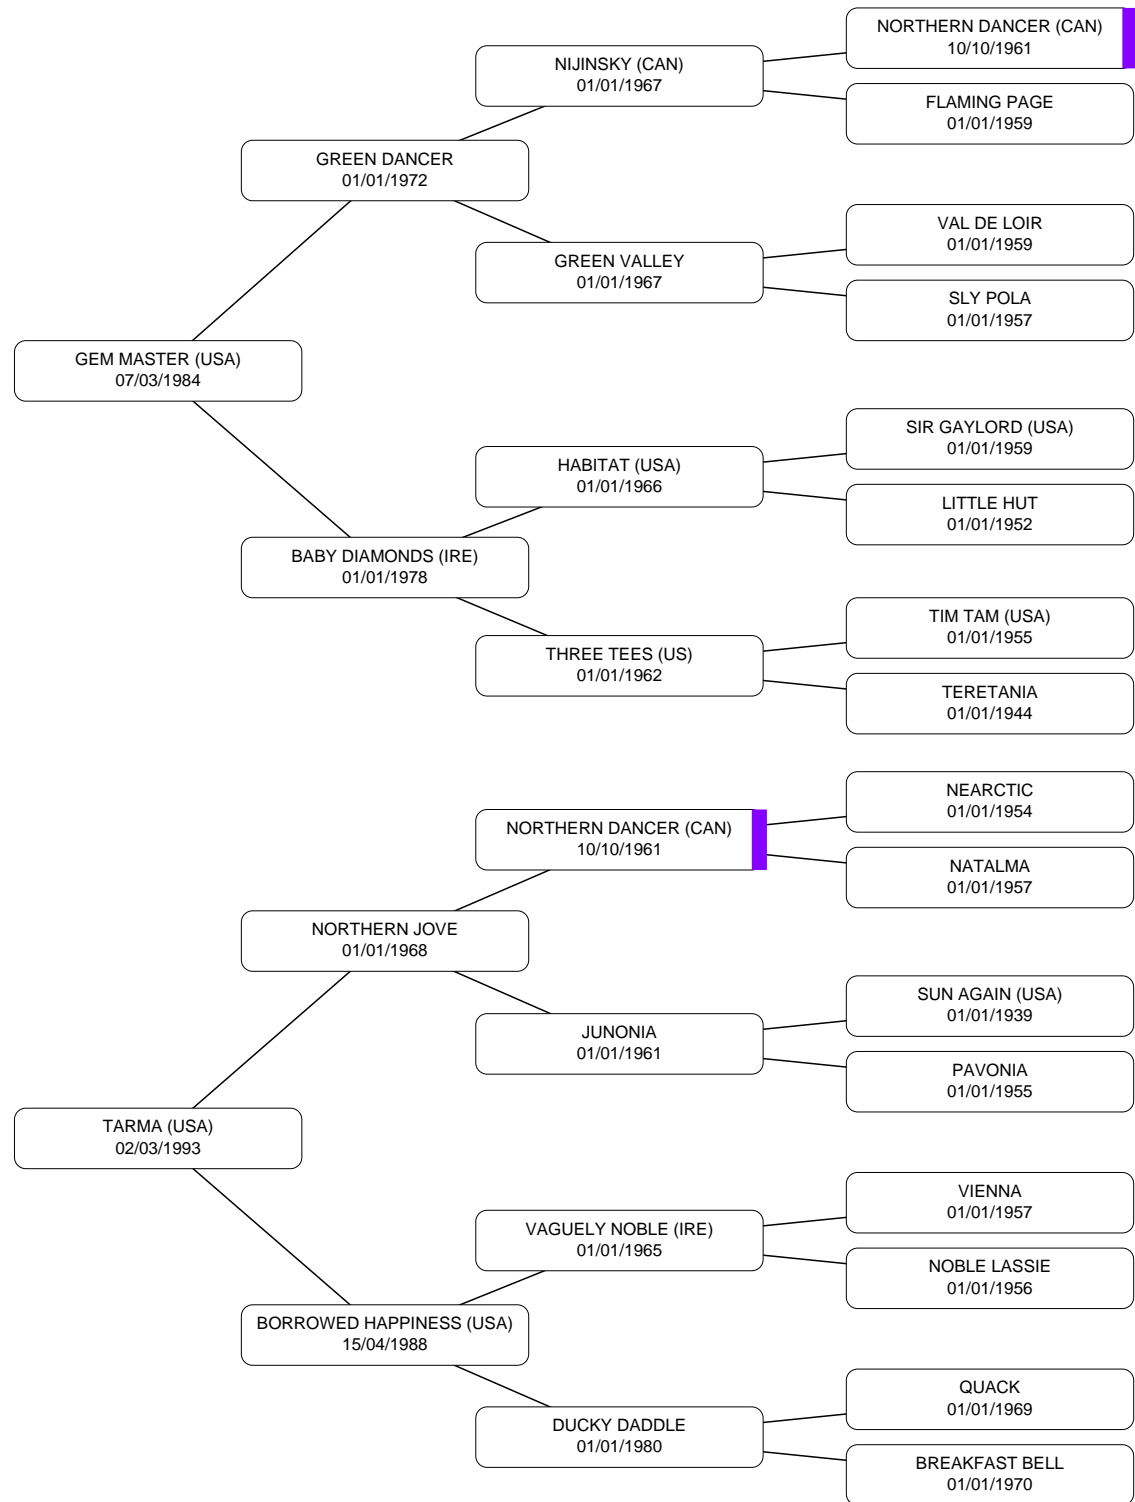 NORTHERN DANCER (CAN)
10/10/1961
NIJINSKY (CAN)
01/01/1967
FLAMING PAGE
01/01/1959
GREEN DANCER
01/01/1972
VAL DE LOIR
01/01/1959
GREEN VALLEY
01/01/1967
SLY POLA
01/01/1957
GEM MASTER (USA)
07/03/1984
SIR GAYLORD (USA)
01/01/1959
HABITAT (USA)
01/01/1966
LITTLE HUT
01/01/1952
BABY DIAMONDS (IRE)
01/01/1978
TIM TAM (USA)
01/01/1955
THREE TEES (US)
01/01/1962
TERETANIA
01/01/1944
NEARCTIC
01/01/1954
NORTHERN DANCER (CAN)
10/10/1961
NATALMA
01/01/1957
NORTHERN JOVE
01/01/1968
SUN AGAIN (USA)
01/01/1939
JUNONIA
01/01/1961
PAVONIA
01/01/1955
TARMA (USA)
02/03/1993
VIENNA
01/01/1957
VAGUELY NOBLE (IRE)
01/01/1965
NOBLE LASSIE
01/01/1956
BORROWED HAPPINESS (USA)
15/04/1988
QUACK
01/01/1969
DUCKY DADDLE
01/01/1980
BREAKFAST BELL
01/01/1970